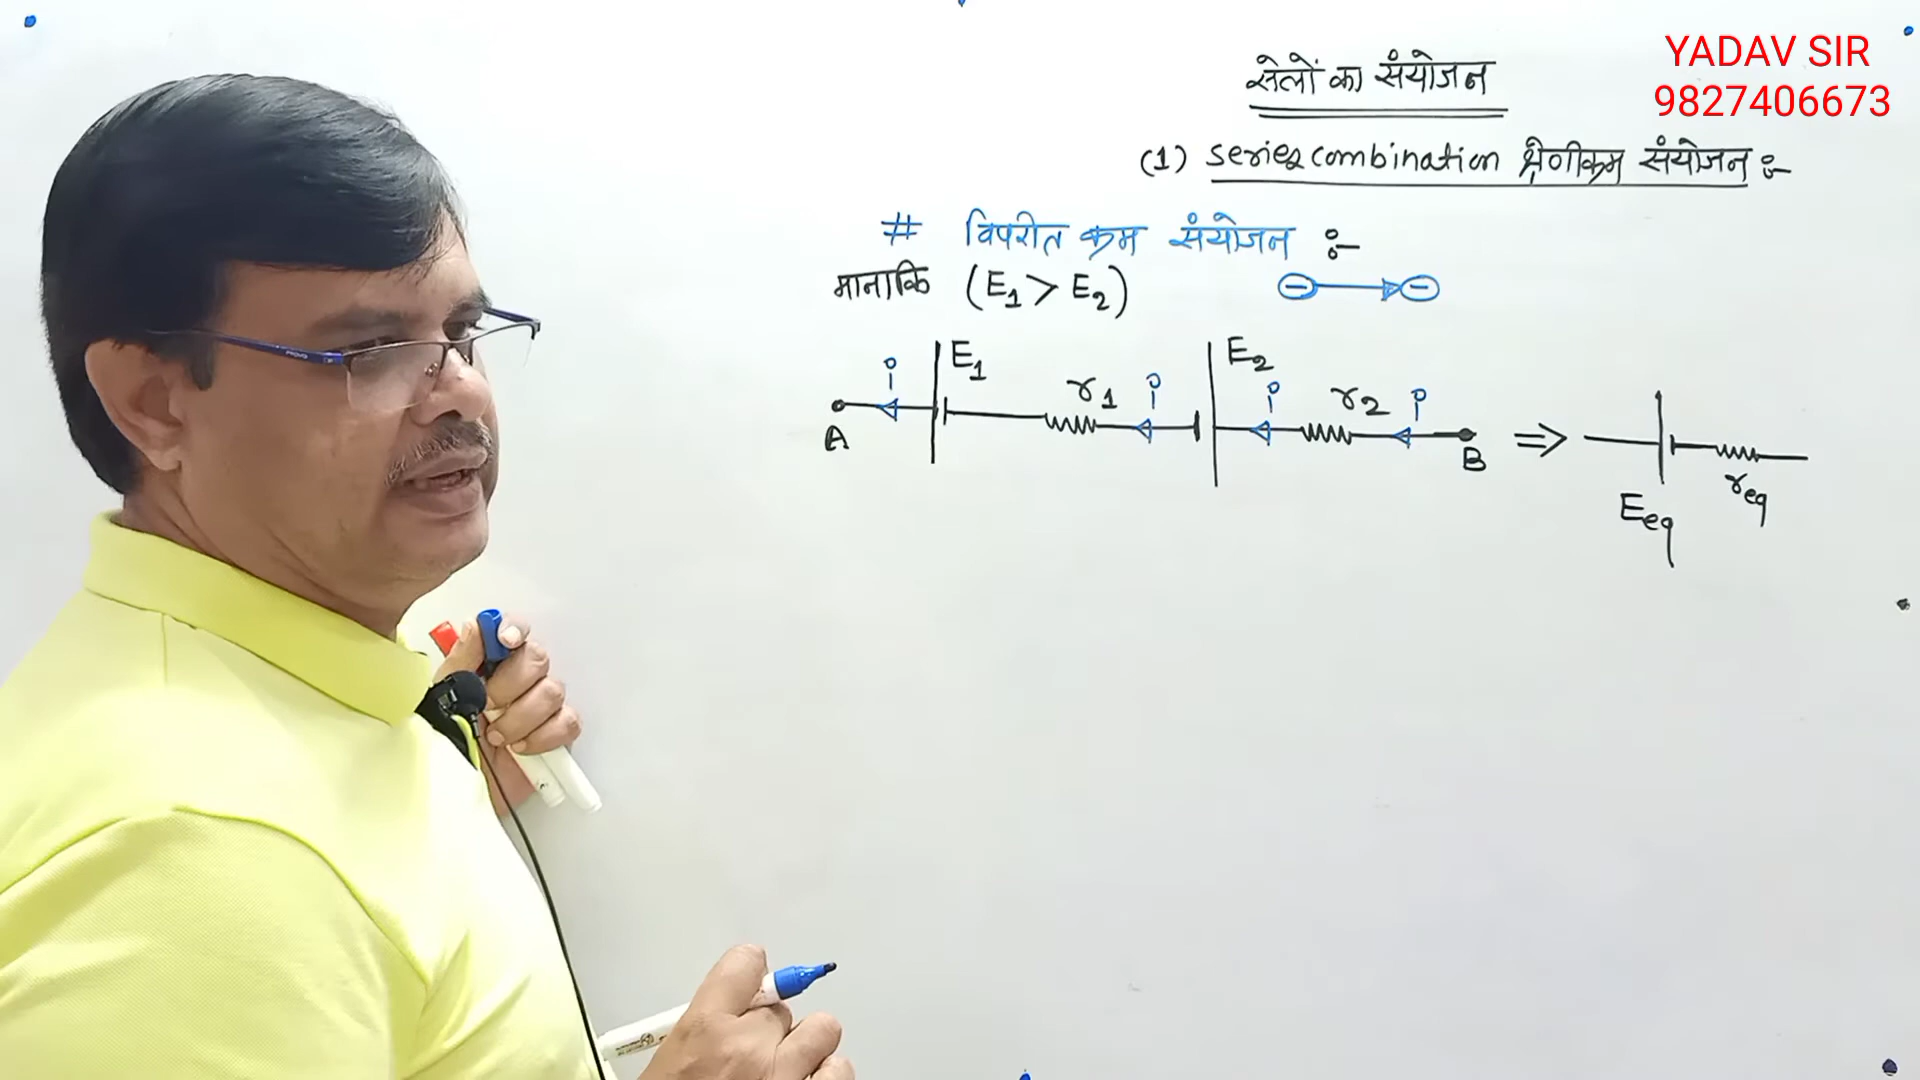 YADAV SIR
9827406673
सेलों का संयोजन
(1) series combination श्रेणीक्रम संयोजन :-
# विपरीत क्रम संयोजन :-
मानाकि (E₁ > E₂)
⊖ → ⊖
i E₁ r₁ i E₂ i r₂ i
A B ⇒ Eeq req